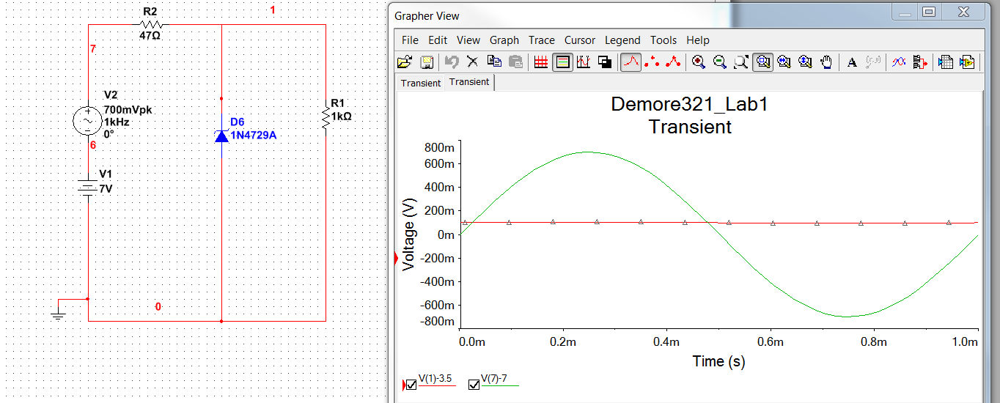 R2
47Ω
1
7
V2
700mVpk
1kHz
0°
6
V1
7V
D6
1N4729A
R1
1kΩ
0
Grapher View
File Edit View Graph Trace Cursor Legend Tools Help
A
Transient Transient
Demore321_Lab1
Transient
Voltage (V)
800m
600m
400m
200m
0m
-200m
-400m
-600m
-800m
0.0m 0.2m 0.4m 0.6m 0.8m 1.0m
Time (s)
V(1)-3.5 V(7)-7